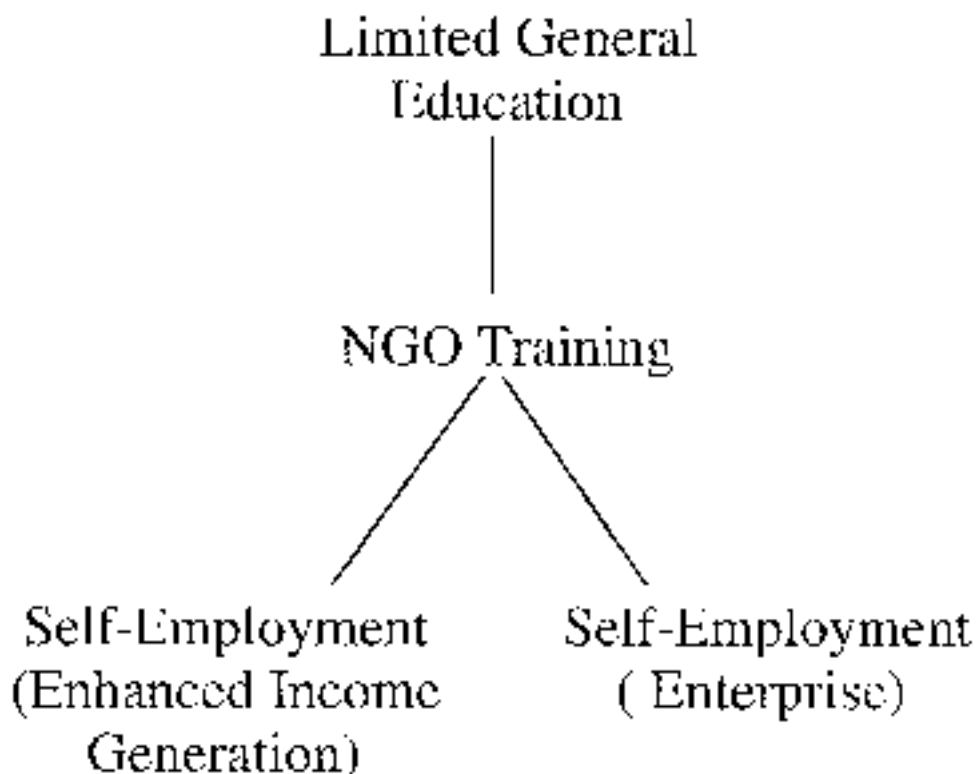 Limited General
Education
NGO Training
Self-Employment
(Enhanced Income
Generation)
Self-Employment
( Enterprise)